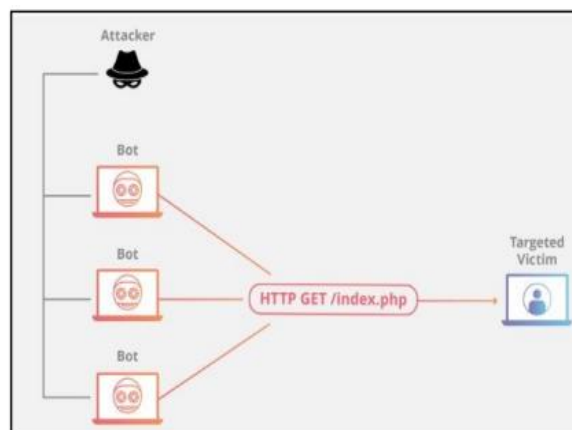 Attacker
Bot
Bot
HTTP GET /index.php
Targeted
Victim
Bot